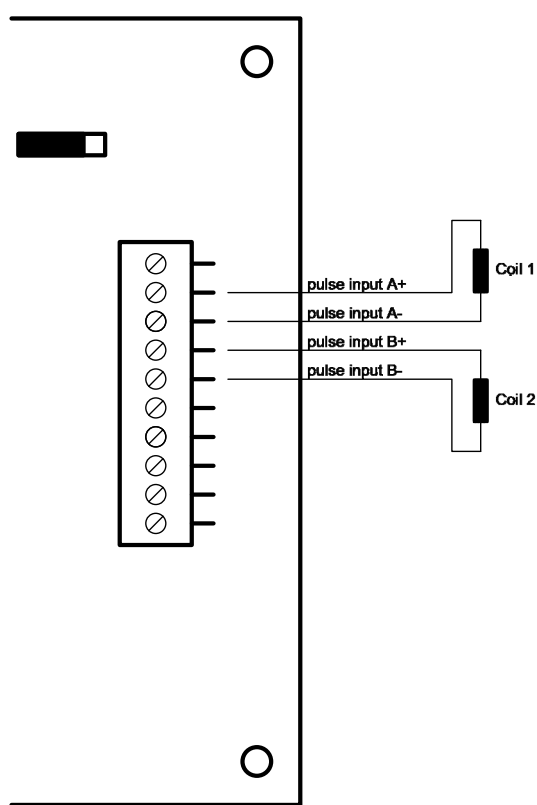 Coil 1
pulse input A+
pulse input A-
pulse input B+
pulse input B-
Coil 2